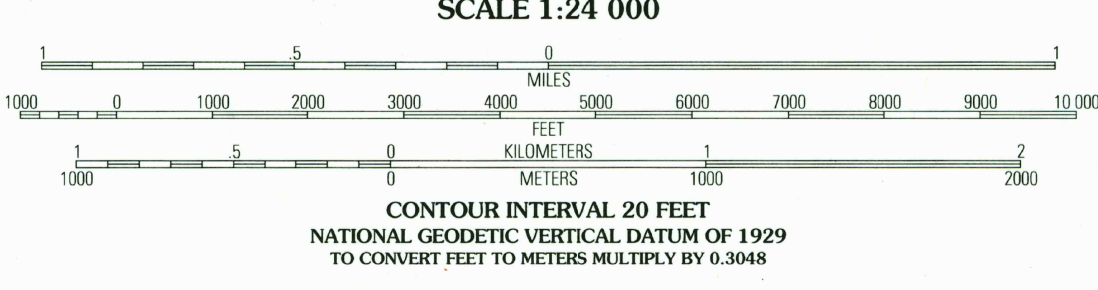 SCALE 1:24 000
1 .5 0 1
MILES
1000 0 1000 2000 3000 4000 5000 6000 7000 8000 9000 10 000
FEET
1 .5 0 KILOMETERS 1 2
1000 0 METERS 1000 2000
CONTOUR INTERVAL 20 FEET
NATIONAL GEODETIC VERTICAL DATUM OF 1929
TO CONVERT FEET TO METERS MULTIPLY BY 0.3048